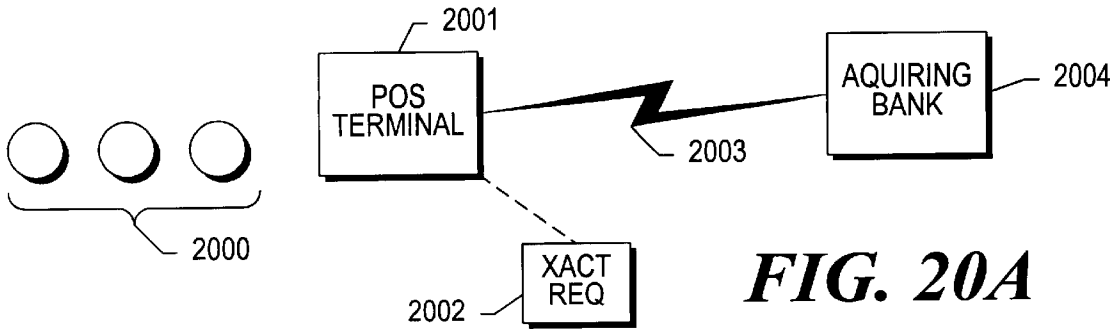 2001
POS
TERMINAL
AQUIRING
BANK
2004
2003
2000
XACT
REQ
2002
FIG. 20A